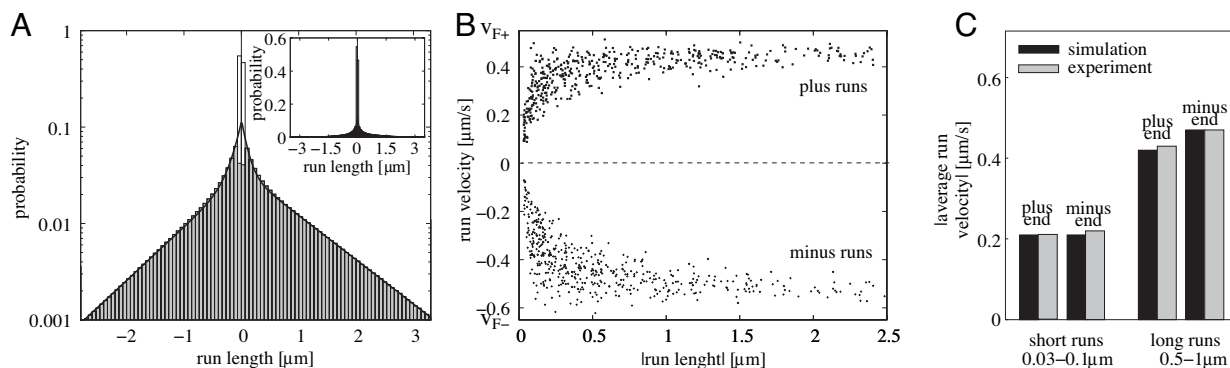 A
1
0.1
0.01
0.001
probability
−2
−1
0
1
2
3
run length [µm]
0.6
0.4
0.2
0
probability
−3
−1.5
0
1.5
3
run length [µm]
B
vF+
0.4
0.2
0
−0.2
−0.4
−0.6
vF−
run velocity [µm/s]
plus runs
minus runs
0
0.5
1
1.5
2
2.5
|run lenght| [µm]
C
simulation
experiment
0.6
0.4
0.2
0
|average run
velocity| [µm/s]
plus
end
minus
end
plus
end
minus
end
short runs
0.03−0.1µm
long runs
0.5−1µm